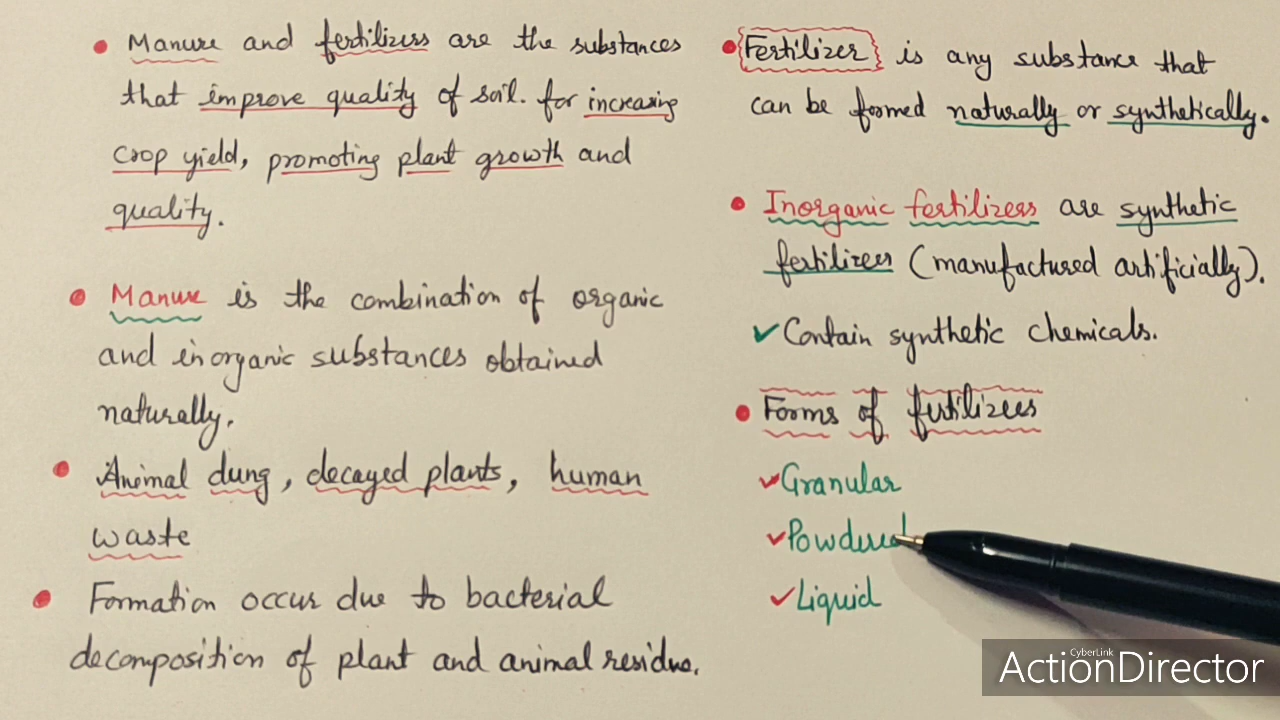 Manure and fertilizers are the substances
that improve quality of soil. for increasing
crop yield, promoting plant growth and
quality.
Manure is the combination of organic
and inorganic substances obtained
naturally.
Animal dung, decayed plants, human
waste
Formation occur due to bacterial
decomposition of plant and animal residue.
Fertilizer is any substance that
can be formed naturally or synthetically.
Inorganic fertilizers are synthetic
fertilizers (manufactured artificially).
✓ Contain synthetic chemicals.
Forms of fertilizers
✓ Granular
✓ Powdered
✓ Liquid
CyberLink
ActionDirector